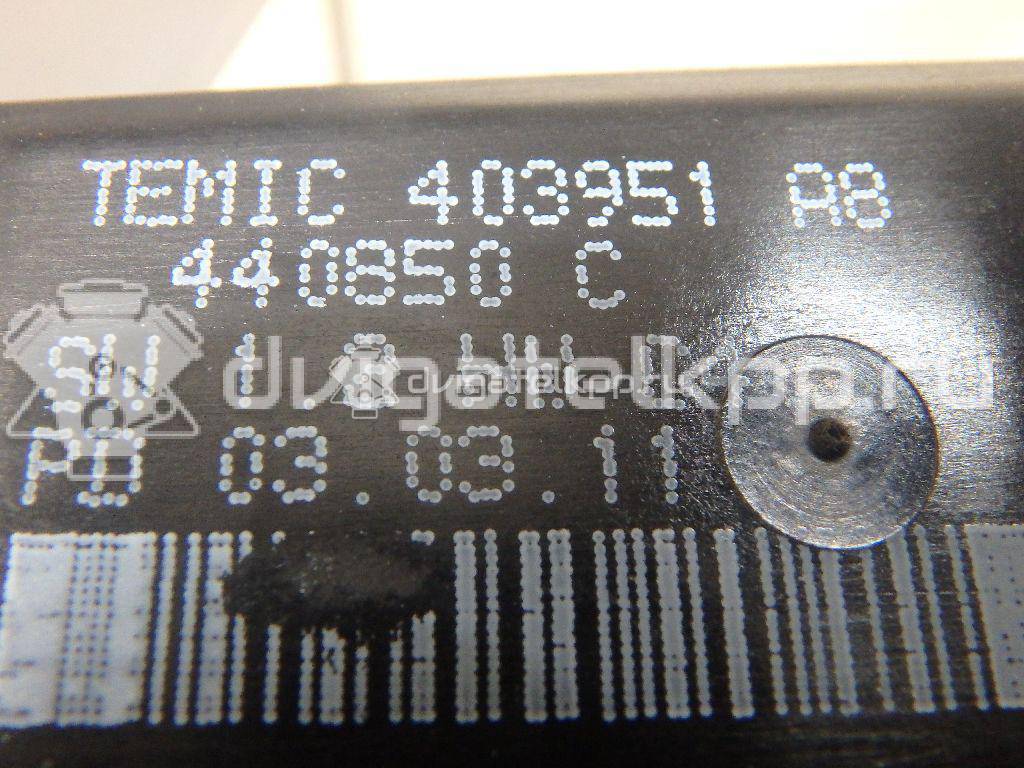 TEMIC 403951 A8
440850 C
dvigatelkpp.ru
PD 03.03.11